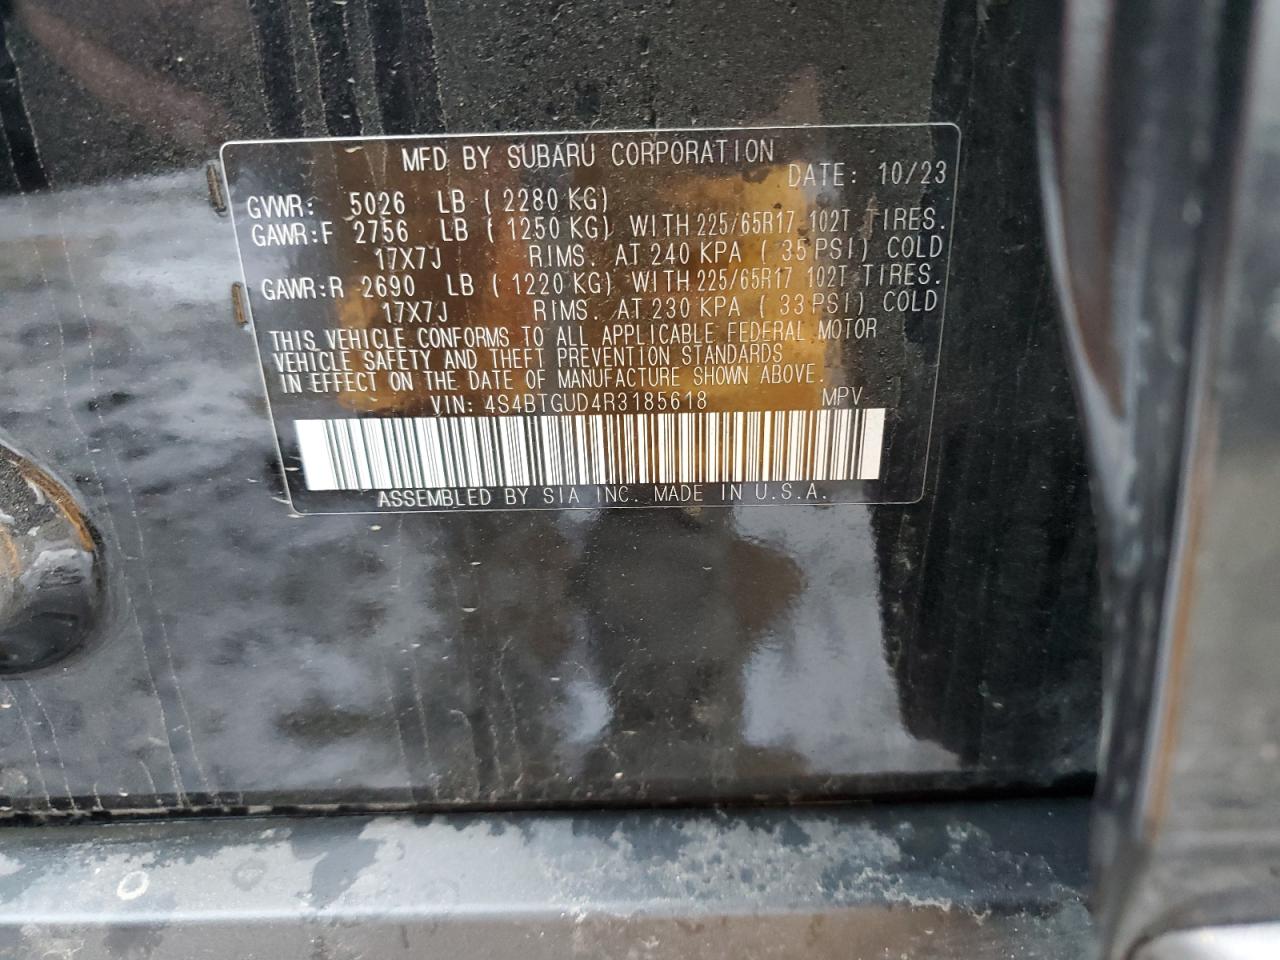 MFD BY SUBARU CORPORATION
DATE: 10/23
GVWR: 5026 LB ( 2280 KG)
GAWR:F 2756 LB ( 1250 KG) WITH 225/65R17 102T TIRES.
17X7J RIMS. AT 240 KPA ( 35 PSI) COLD
GAWR:R 2690 LB ( 1220 KG) WITH 225/65R17 102T TIRES.
17X7J RIMS. AT 230 KPA ( 33 PSI) COLD
THIS VEHICLE CONFORMS TO ALL APPLICABLE FEDERAL MOTOR
VEHICLE SAFETY AND THEFT PREVENTION STANDARDS
IN EFFECT ON THE DATE OF MANUFACTURE SHOWN ABOVE.
VIN: 4S4BTGUD4R3185618 MPV
ASSEMBLED BY SIA INC. MADE IN U.S.A.